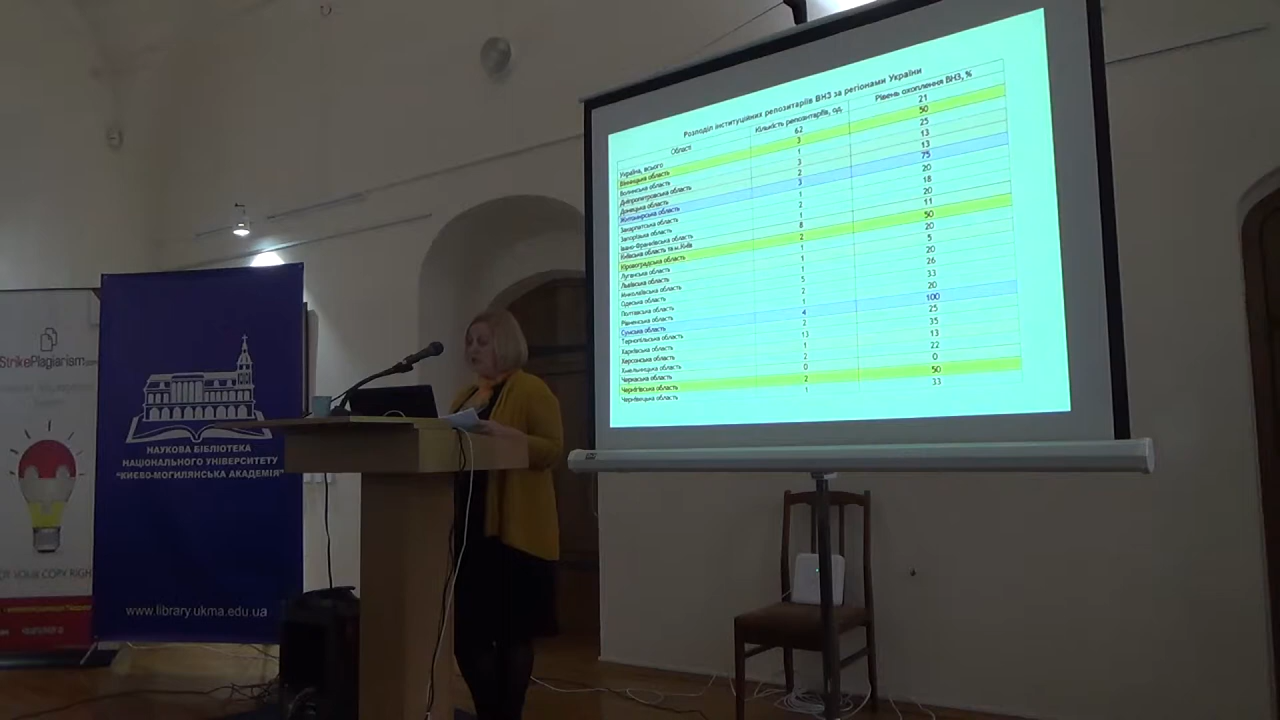 StrikePlagiarism.com
T YOUR COPY RIGH
НАУКОВА БІБЛІОТЕКА
НАЦІОНАЛЬНОГО УНІВЕРСИТЕТУ
"КИЄВО-МОГИЛЯНСЬКА АКАДЕМІЯ"
www.library.ukma.edu.ua
Розподіл інституційних репозитаріїв ВНЗ за регіонами України
Області Кількість репозитаріїв, од. Рівень охоплення ВНЗ, %
Україна, всього 62 21
Вінницька область 3 50
Волинська область 1 25
Дніпропетровська область 3 13
Донецька область 2 13
Житомирська область 3 75
Закарпатська область 1 20
Запорізька область 2 18
Івано-Франківська область 1 20
Київська область та м.Київ 8 11
Кіровоградська область 2 50
Луганська область 1 20
Львівська область 1 5
Миколаївська область 1 20
Одеська область 5 26
Полтавська область 2 33
Рівненська область 1 20
Сумська область 4 100
Тернопільська область 2 25
Харківська область 13 35
Херсонська область 1 13
Хмельницька область 2 22
Черкаська область 0 0
Чернігівська область 2 50
Чернівецька область 1 33